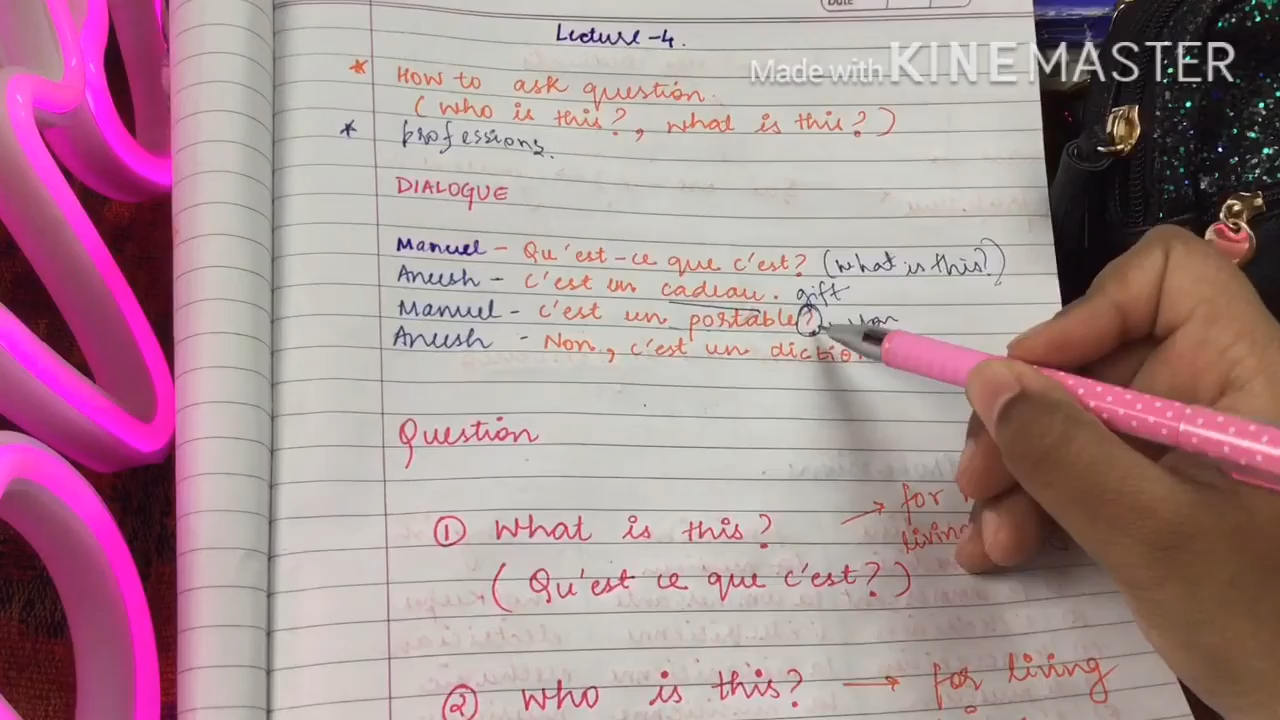 Date
Lecture-4.
Made with KINEMASTER
* How to ask question.
(who is this?, what is this?)
* professions.
DIALOGUE
Manuel - Qu'est-ce que c'est? (what is this?)
Aneesh - C'est un cadeau. gift
Manuel - C'est un portable?
Aneesh - Non, c'est un
Question
① What is this? → for
living
(Qu'est ce que c'est?)
② Who is this? → for living